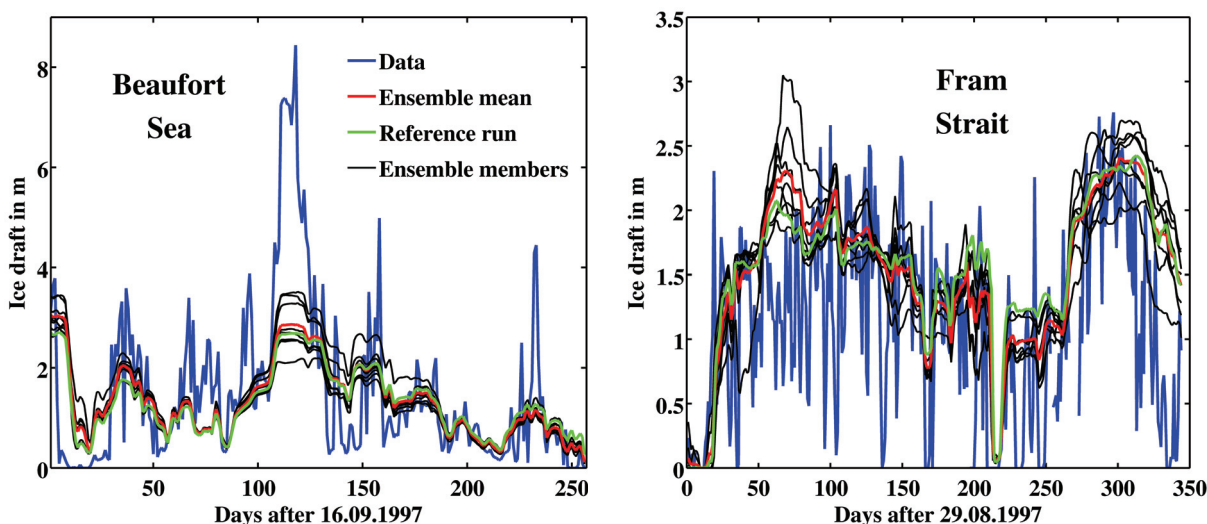 Ice draft in m
8
6
4
2
0
Beaufort
Sea
Data
Ensemble mean
Reference run
Ensemble members
50
100
150
200
250
Days after 16.09.1997
Ice draft in m
3.5
3
2.5
2
1.5
1
0.5
0
Fram
Strait
0
50
100
150
200
250
300
350
Days after 29.08.1997